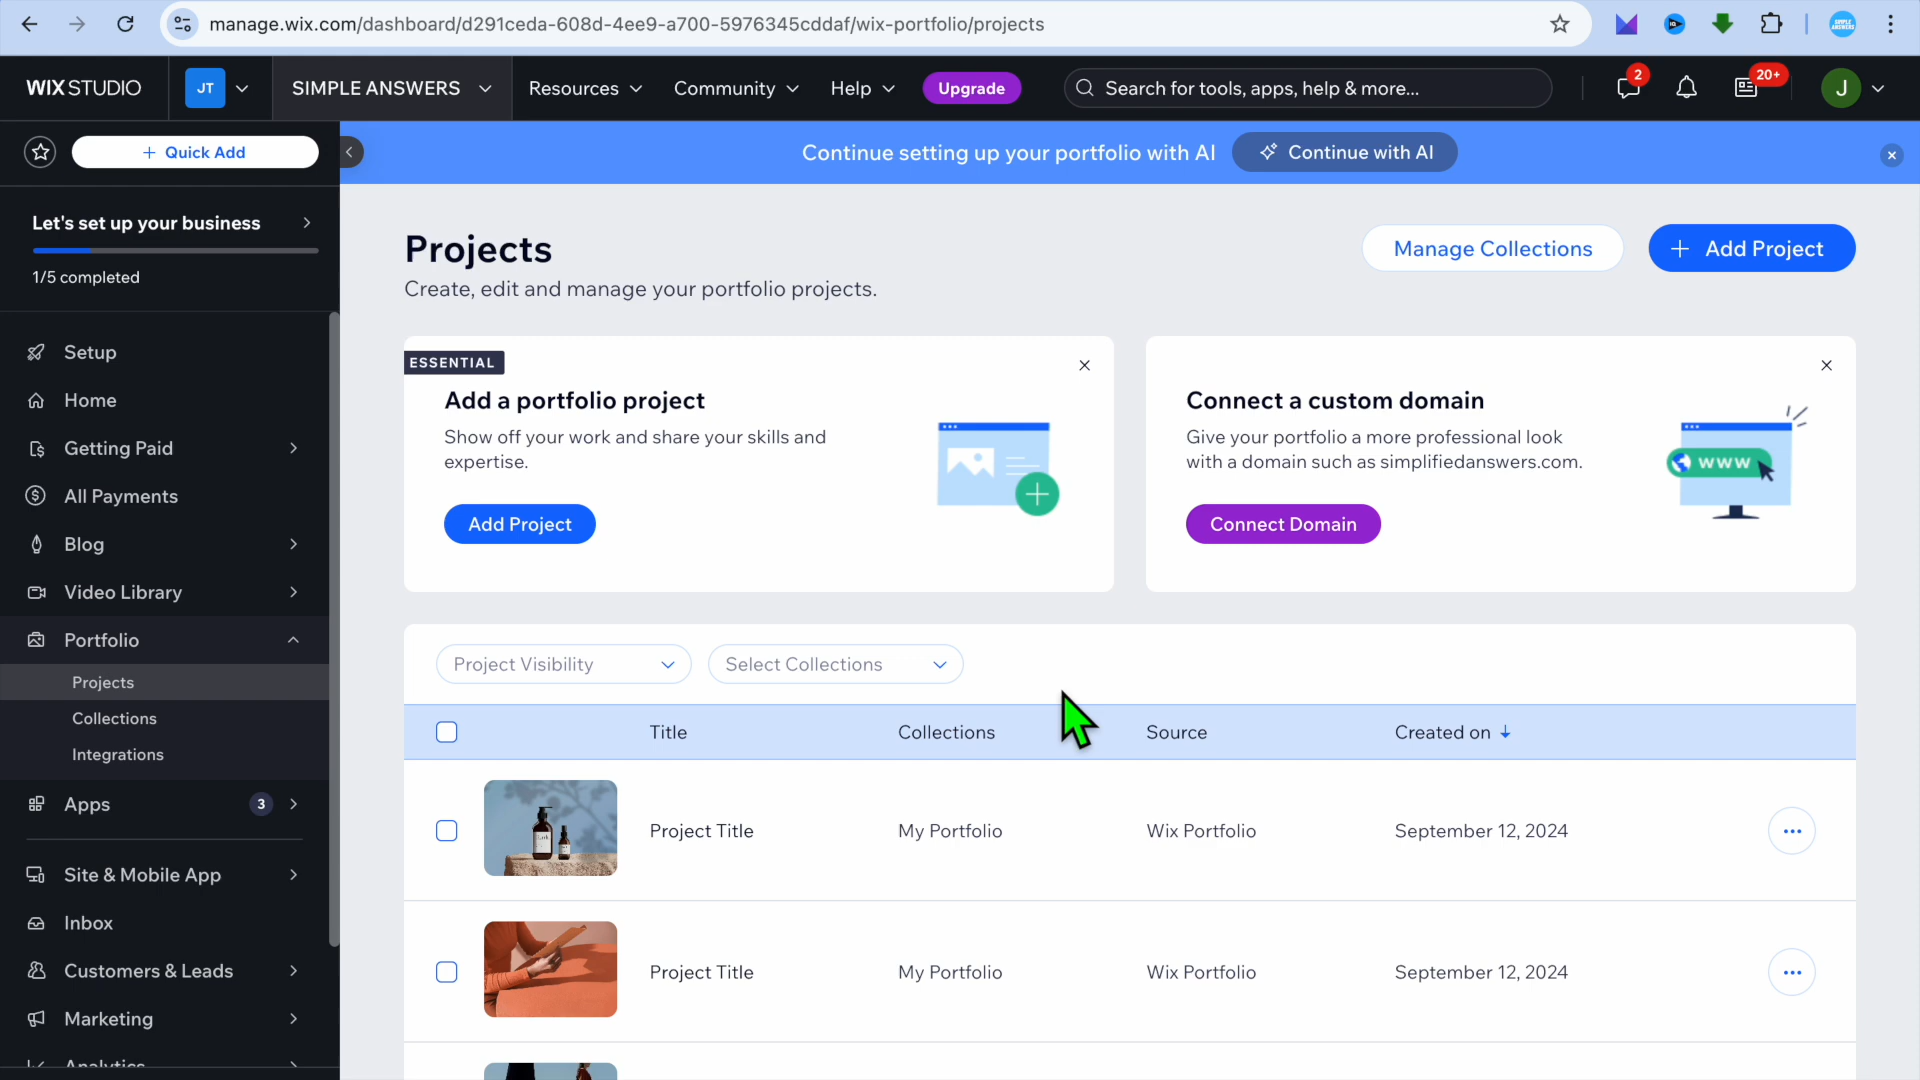 manage.wix.com/dashboard/d291ceda-608d-4ee9-a700-5976345cddaf/wix-portfolio/projects
WIX STUDIO
JT
SIMPLE ANSWERS
Resources
Community
Help
Upgrade
Search for tools, apps, help & more...
2
20+
J
Quick Add
Continue setting up your portfolio with AI
Continue with AI
Let's set up your business
1/5 completed
Setup
Home
Getting Paid
All Payments
Blog
Video Library
Portfolio
Projects
Collections
Integrations
Apps
3
Site & Mobile App
Inbox
Customers & Leads
Marketing
Analytics
Projects
Create, edit and manage your portfolio projects.
Manage Collections
Add Project
ESSENTIAL
Add a portfolio project
Show off your work and share your skills and
expertise.
Add Project
Connect a custom domain
Give your portfolio a more professional look
with a domain such as simplifiedanswers.com.
Connect Domain
WWW
Project Visibility
Select Collections
Title
Collections
Source
Created on
Project Title
My Portfolio
Wix Portfolio
September 12, 2024
Project Title
My Portfolio
Wix Portfolio
September 12, 2024